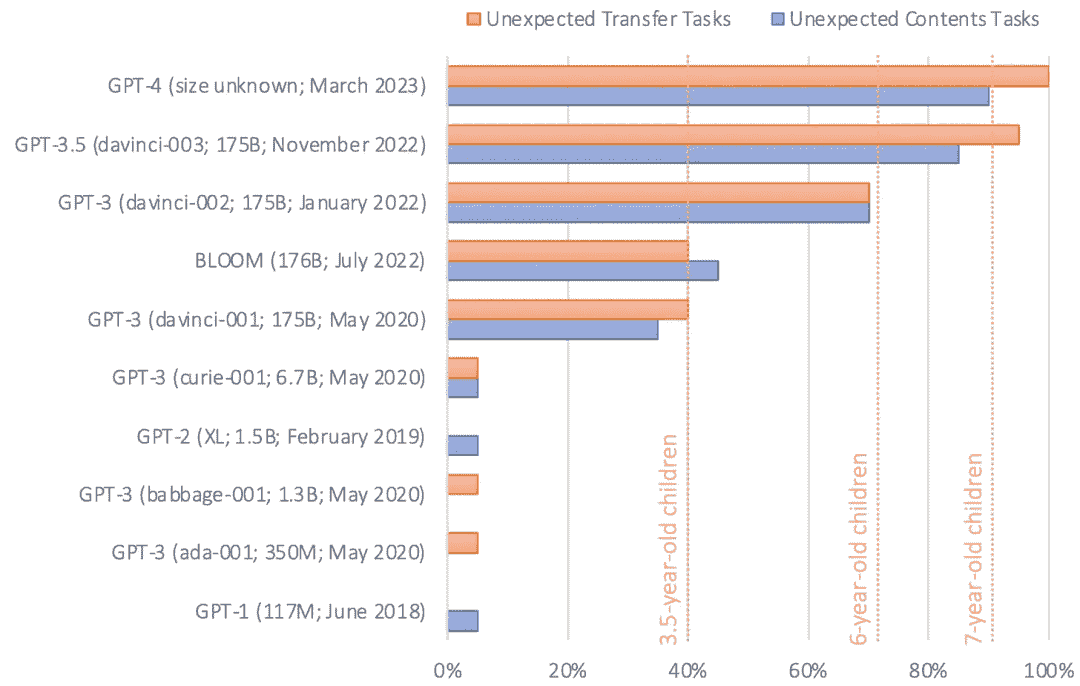 Unexpected Transfer Tasks Unexpected Contents Tasks
GPT-4 (size unknown; March 2023)
GPT-3.5 (davinci-003; 175B; November 2022)
GPT-3 (davinci-002; 175B; January 2022)
BLOOM (176B; July 2022)
GPT-3 (davinci-001; 175B; May 2020)
GPT-3 (curie-001; 6.7B; May 2020)
GPT-2 (XL; 1.5B; February 2019)
GPT-3 (babbage-001; 1.3B; May 2020)
GPT-3 (ada-001; 350M; May 2020)
GPT-1 (117M; June 2018)
3.5-year-old children
6-year-old children
7-year-old children
0% 20% 40% 60% 80% 100%